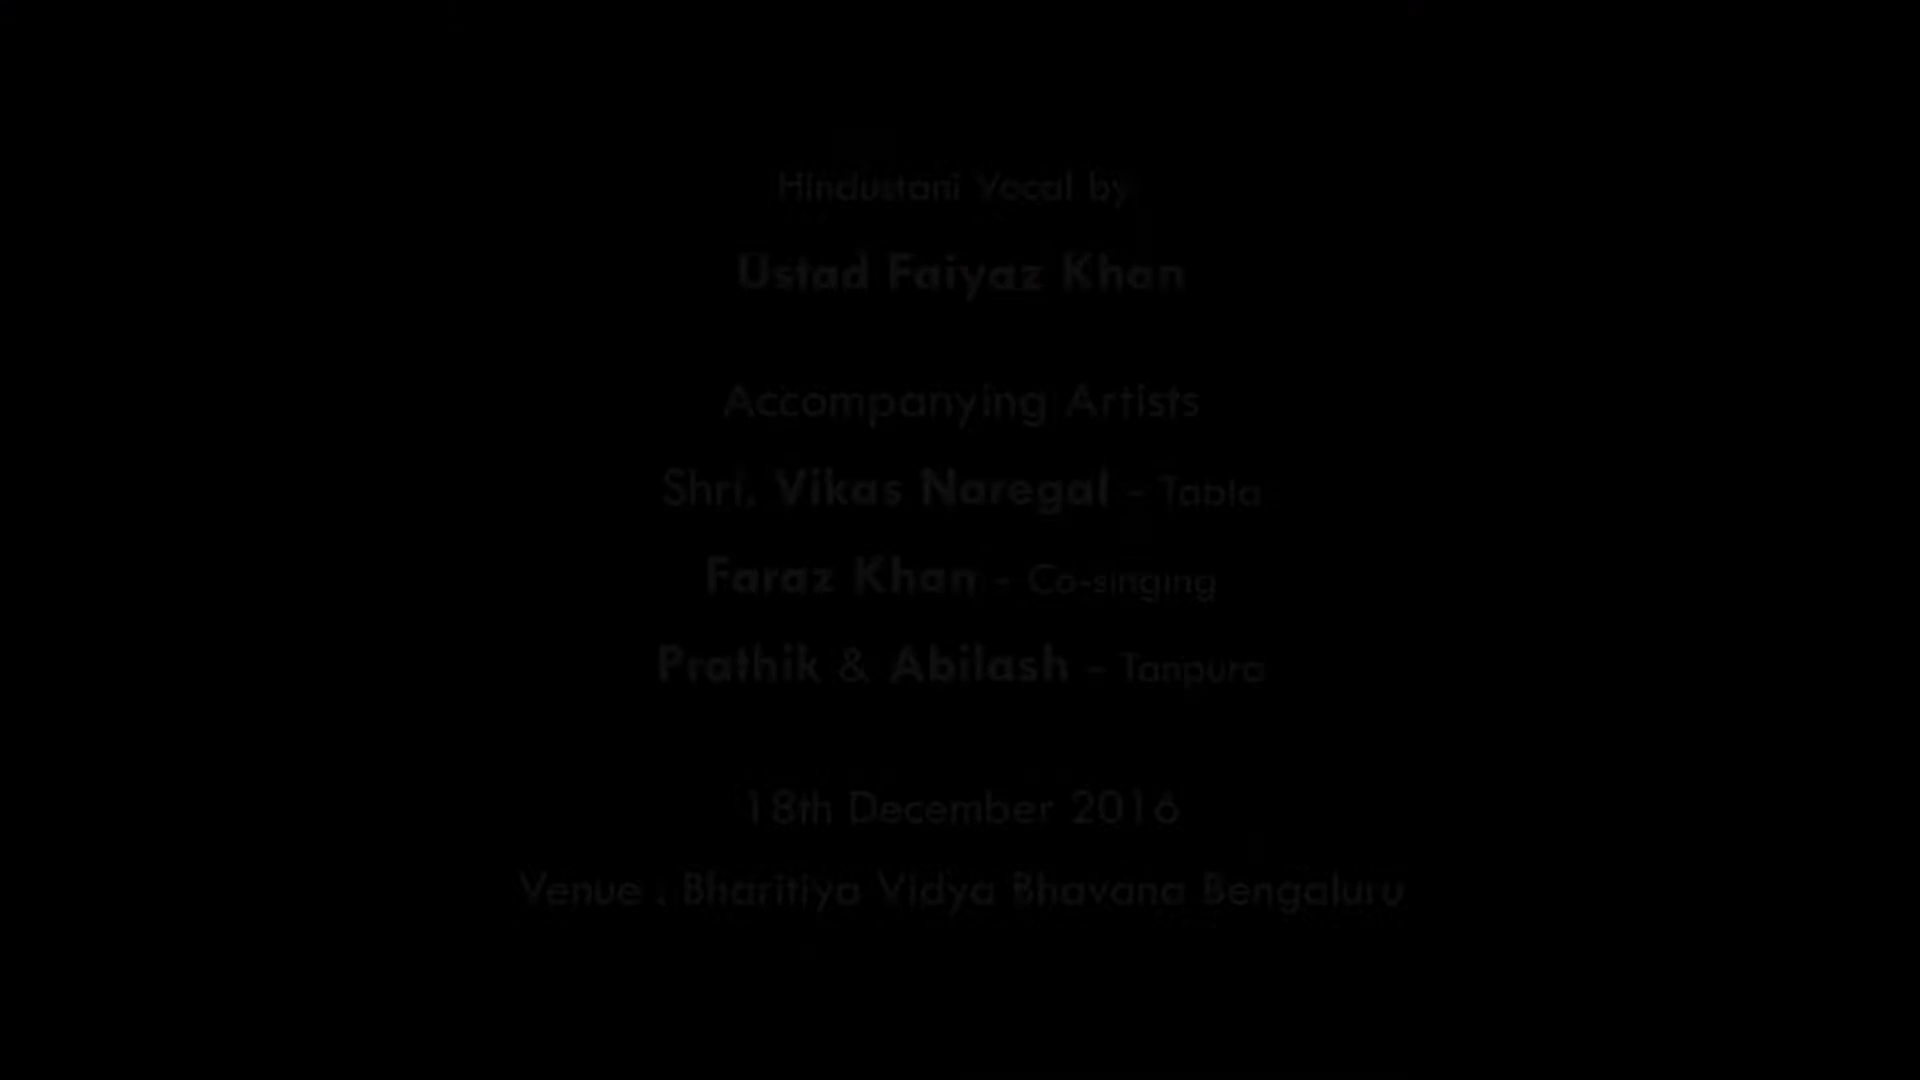 Hindustani Vocal by
Ustad Faiyaz Khan
Accompanying Artists
Shri. Vikas Naregal - Tabla
Faraz Khan - Co-singing
Prathik & Abilash - Tanpura
18th December 2016
Venue : Bharitiya Vidya Bhavana Bengaluru